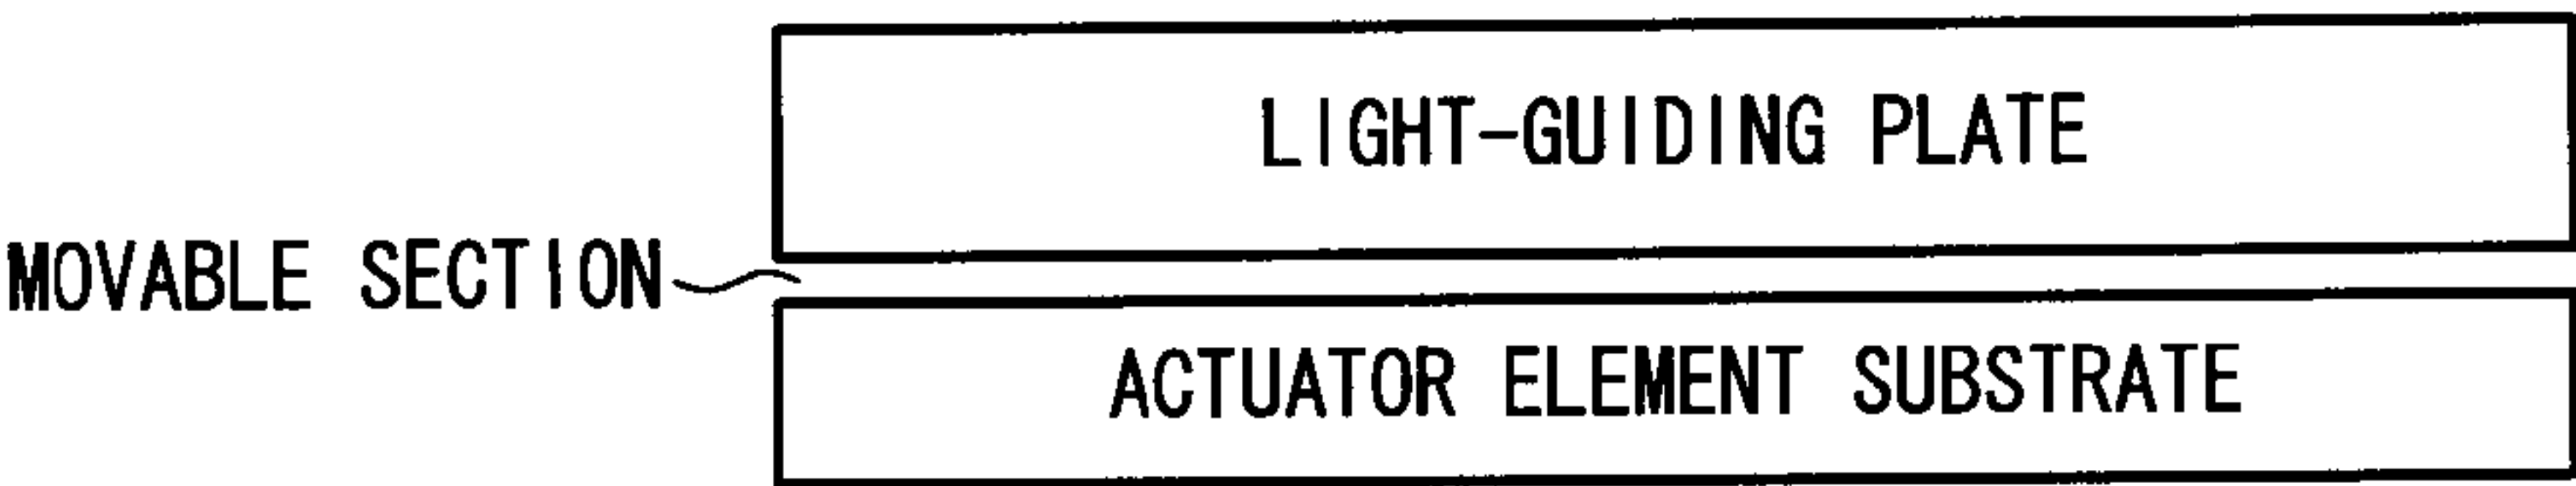 LIGHT-GUIDING PLATE
MOVABLE SECTION
ACTUATOR ELEMENT SUBSTRATE